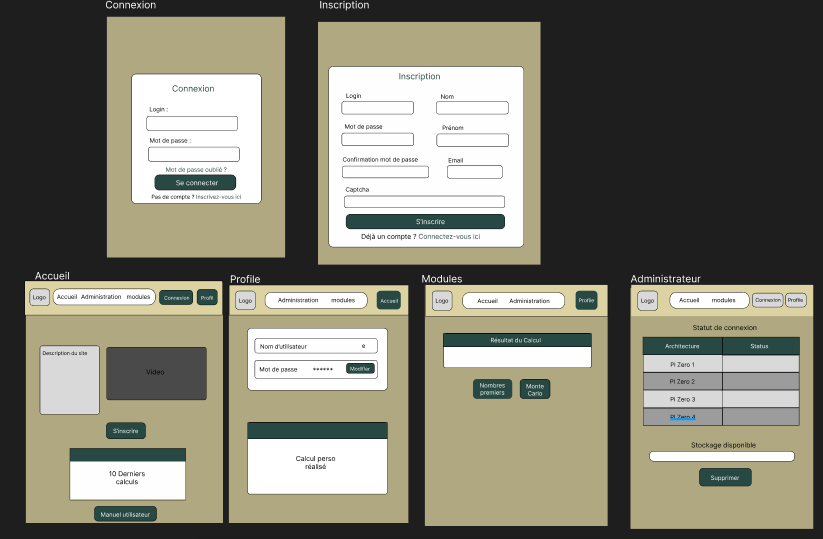 Connexion
Connexion
Login :
Mot de passe :
Mot de passe oublié ?
Se connecter
Pas de compte ? Inscrivez-vous ici
Inscription
Inscription
Login
Nom
Mot de passe
Prénom
Confirmation mot de passe
Email
Captcha
S'inscrire
Déjà un compte ? Connectez-vous ici
Accueil
Logo
Accueil Administration modules
Connexion
Profil
Description du site
Video
S'inscrire
10 Derniers
calculs
Manuel utilisateur
Profile
Logo
Administration modules
Accueil
Nom d'utilisateur e
Mot de passe ****** Modifier
Calcul perso
réalisé
Modules
Logo
Accueil Administration
Profile
Résultat du Calcul
Nombres
premiers
Monte
Carlo
Administrateur
Logo
Accueil modules
Connexion
Profile
Statut de connexion
Architecture Status
PI Zero 1
PI Zero 2
PI Zero 3
PI Zero 4
Stockage disponible
Supprimer